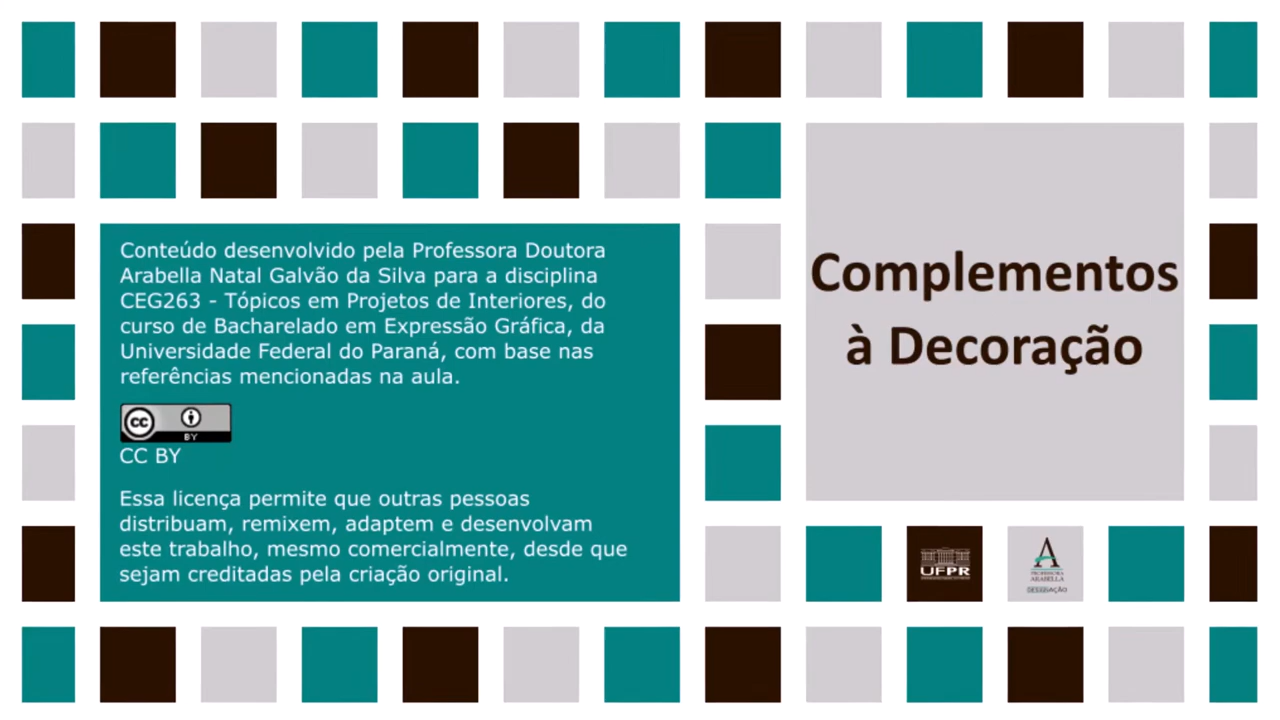 Conteúdo desenvolvido pela Professora Doutora
Arabella Natal Galvão da Silva para a disciplina
CEG263 - Tópicos em Projetos de Interiores, do
curso de Bacharelado em Expressão Gráfica, da
Universidade Federal do Paraná, com base nas
referências mencionadas na aula.
cc
BY
CC BY
Essa licença permite que outras pessoas
distribuam, remixem, adaptem e desenvolvam
este trabalho, mesmo comercialmente, desde que
sejam creditadas pela criação original.
Complementos
à Decoração
UFPR
A
PROFESSORA
ARABELLA